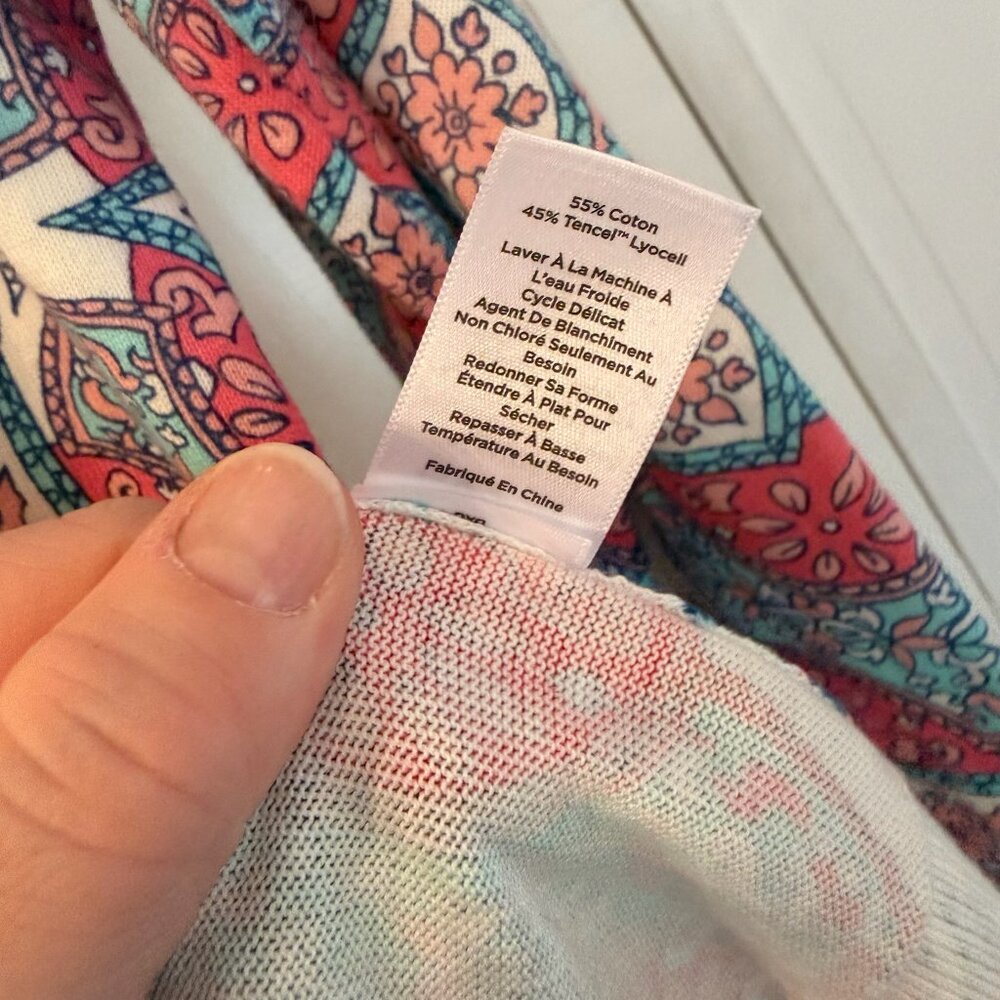 55% Coton
45% Tencel™ Lyocell
Laver À La Machine À
L'eau Froide
Cycle Délicat
Agent De Blanchiment
Non Chloré Seulement Au
Besoin
Redonner Sa Forme
Étendre À Plat Pour
Sécher
Repasser À Basse
Température Au Besoin
Fabriqué En Chine